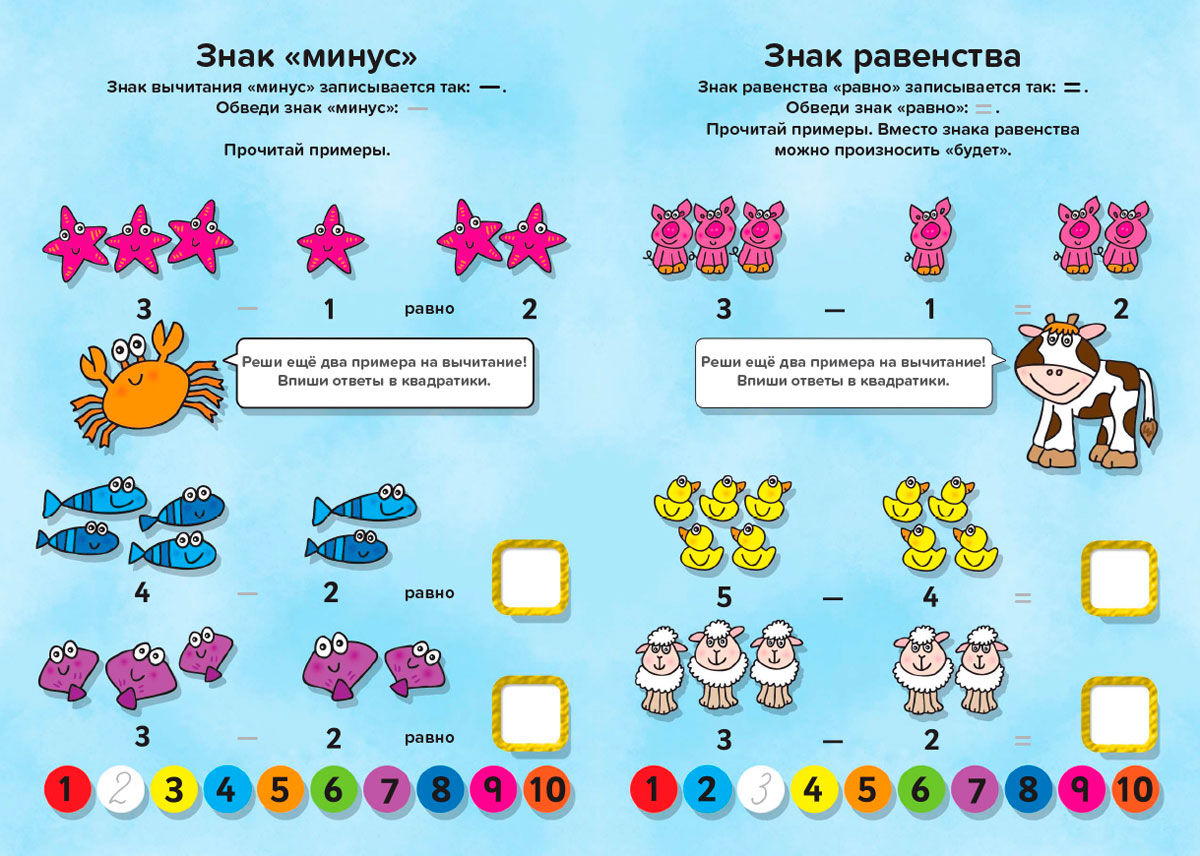 Знак «минус»
Знак вычитания «минус» записывается так: — .
Обведи знак «минус»: —
Прочитай примеры.
3 — 1 равно 2
Реши ещё два примера на вычитание!
Впиши ответы в квадратики.
4 — 2 равно
3 — 2 равно
1 2 3 4 5 6 7 8 9 10
Знак равенства
Знак равенства «равно» записывается так: = .
Обведи знак «равно»: = .
Прочитай примеры. Вместо знака равенства
можно произносить «будет».
3 — 1 = 2
Реши ещё два примера на вычитание!
Впиши ответы в квадратики.
5 — 4 =
3 — 2 =
1 2 3 4 5 6 7 8 9 10